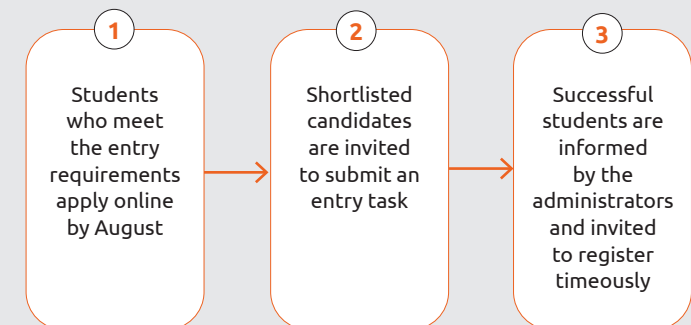 1
Students
who meet
the entry
requirements
apply online
by August
2
Shortlisted
candidates
are invited
to submit an
entry task
3
Successful
students are
informed
by the
administrators
and invited
to register
timeously